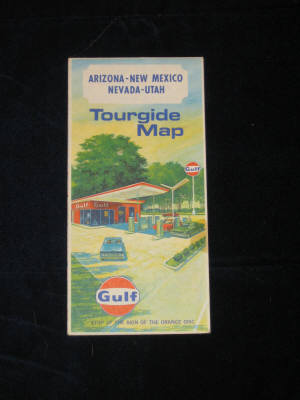 ARIZONA-NEW MEXICO
NEVADA-UTAH
Tourgide
Map
Gulf
Gulf Gulf
Gulf
STOP AT THE SIGN OF THE ORANGE DISC